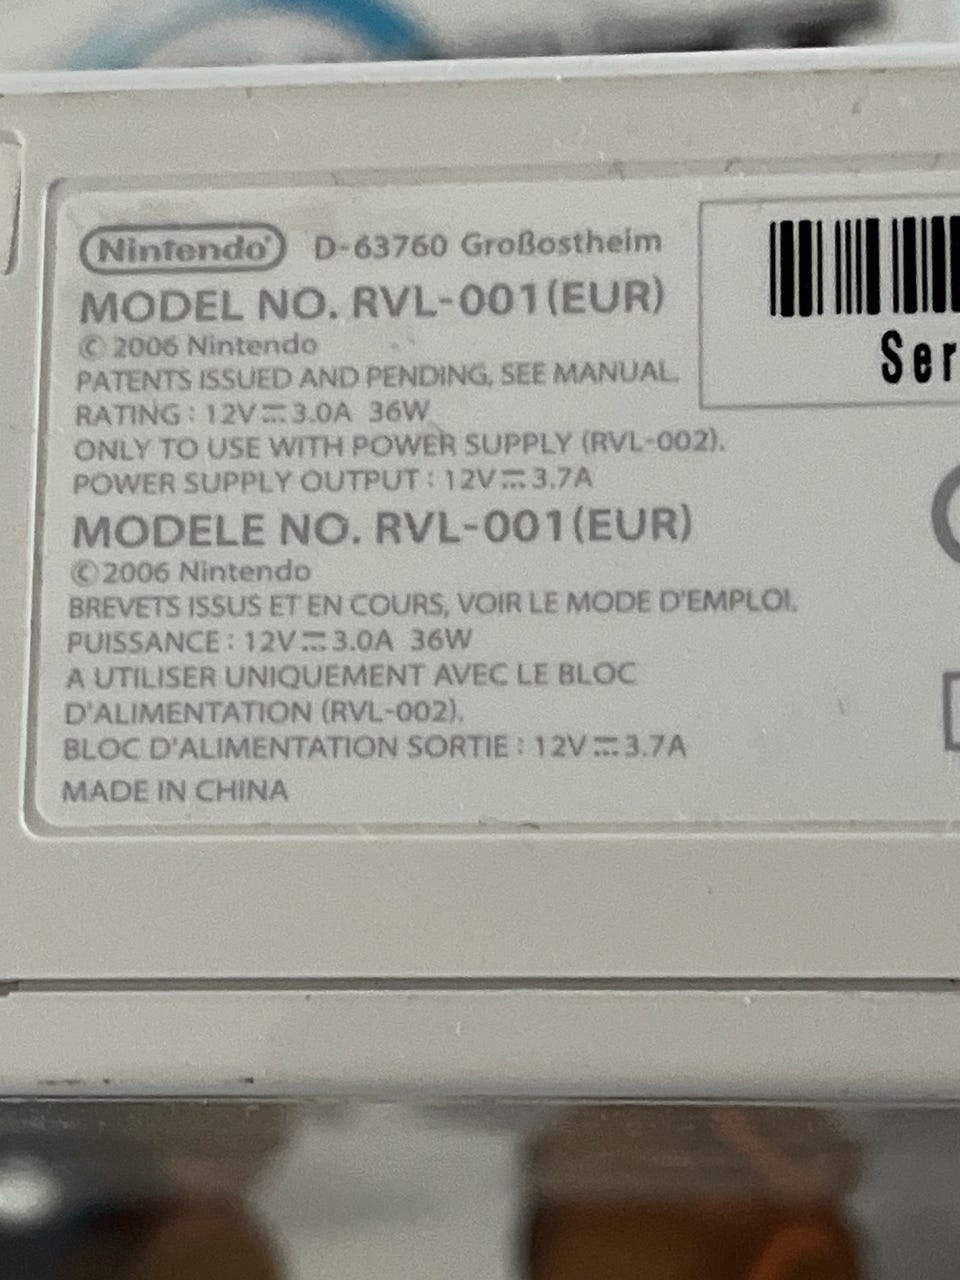 Nintendo® D-63760 Großostheim
MODEL NO. RVL-001(EUR)
© 2006 Nintendo
PATENTS ISSUED AND PENDING, SEE MANUAL.
RATING : 12V⎓3.0A 36W
ONLY TO USE WITH POWER SUPPLY (RVL-002).
POWER SUPPLY OUTPUT : 12V⎓3.7A
MODELE NO. RVL-001(EUR)
©2006 Nintendo
BREVETS ISSUS ET EN COURS, VOIR LE MODE D'EMPLOI.
PUISSANCE : 12V⎓3.0A 36W
A UTILISER UNIQUEMENT AVEC LE BLOC
D'ALIMENTATION (RVL-002).
BLOC D'ALIMENTATION SORTIE : 12V⎓3.7A
MADE IN CHINA
Ser